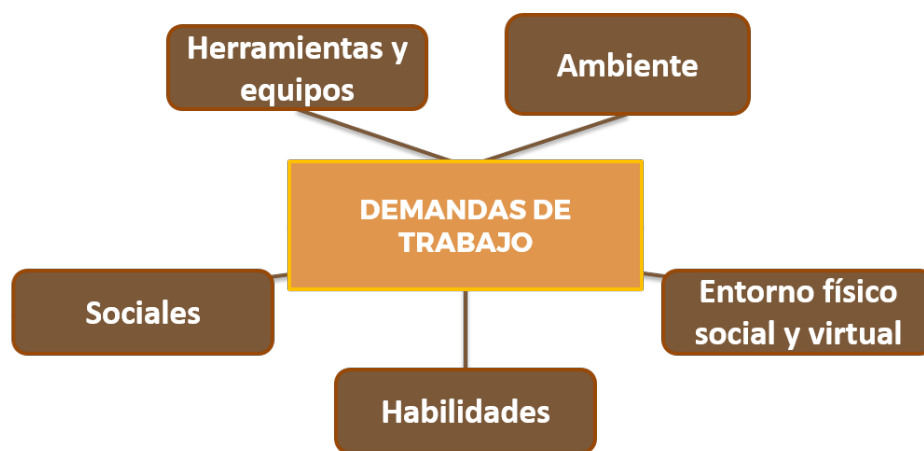 Herramientas y
equipos
Ambiente
DEMANDAS DE
TRABAJO
Sociales
Entorno físico
social y virtual
Habilidades